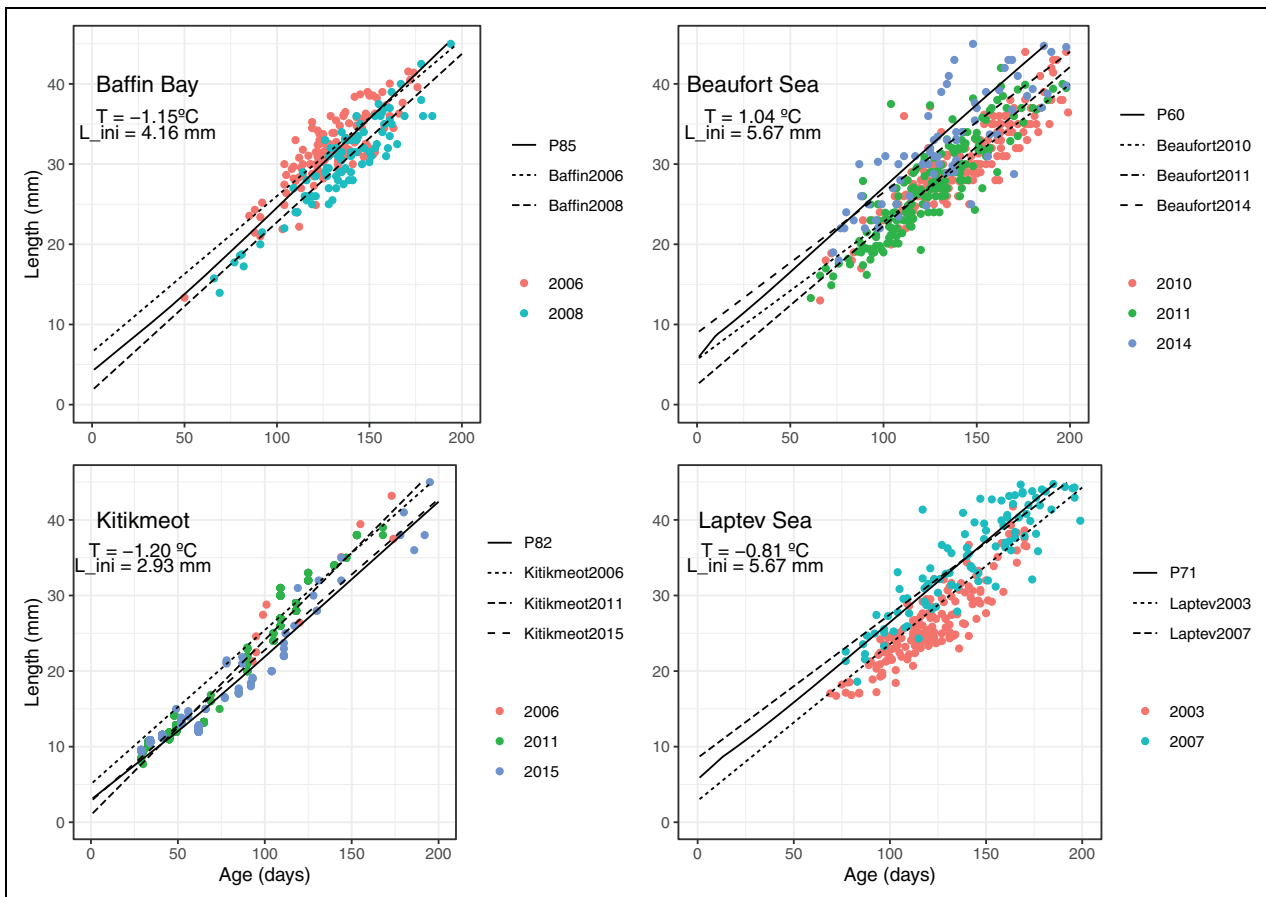 Baffin Bay
T = −1.15ºC
L_ini = 4.16 mm
Length (mm)
40
30
20
10
0
0 50 100 150 200
P85
Baffin2006
Baffin2008
2006
2008
Beaufort Sea
T = 1.04 ºC
L_ini = 5.67 mm
40
30
20
10
0
0 50 100 150 200
P60
Beaufort2010
Beaufort2011
Beaufort2014
2010
2011
2014
Kitikmeot
T = −1.20 ºC
L_ini = 2.93 mm
Length (mm)
40
30
20
10
0
0 50 100 150 200
Age (days)
P82
Kitikmeot2006
Kitikmeot2011
Kitikmeot2015
2006
2011
2015
Laptev Sea
T = −0.81 ºC
L_ini = 5.67 mm
40
30
20
10
0
0 50 100 150 200
Age (days)
P71
Laptev2003
Laptev2007
2003
2007